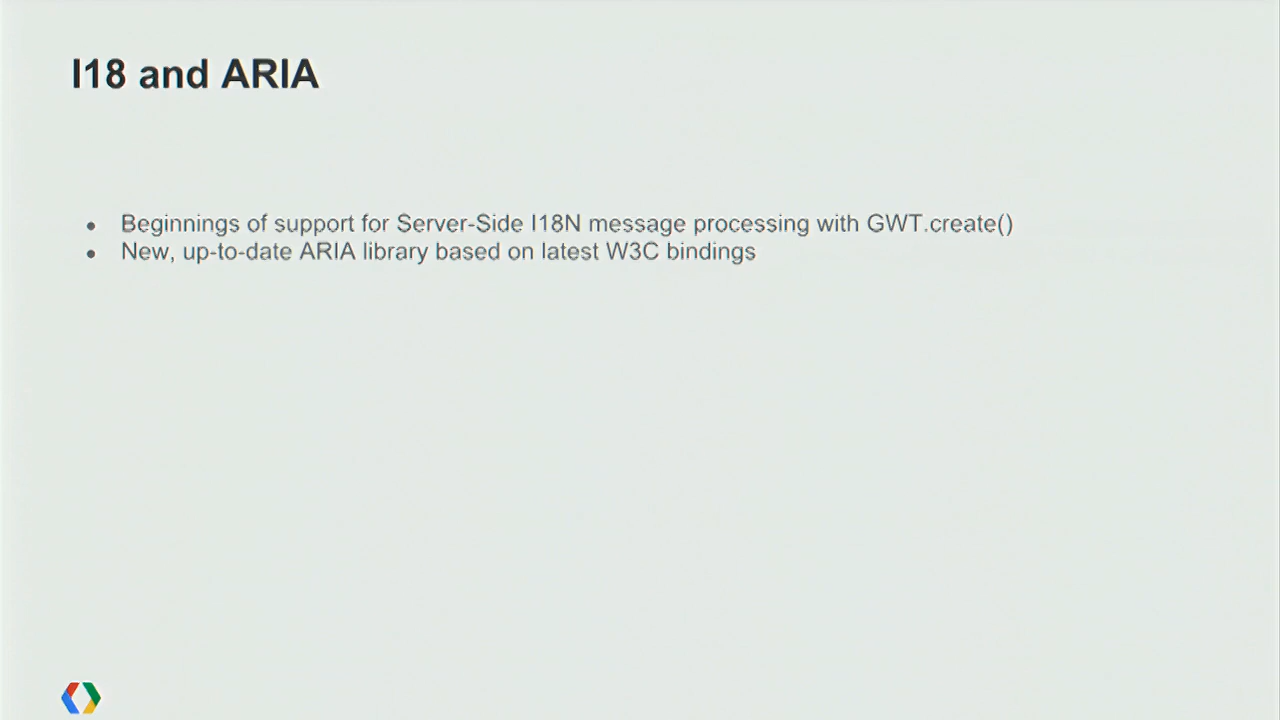 I18 and ARIA
Beginnings of support for Server-Side I18N message processing with GWT.create()
New, up-to-date ARIA library based on latest W3C bindings